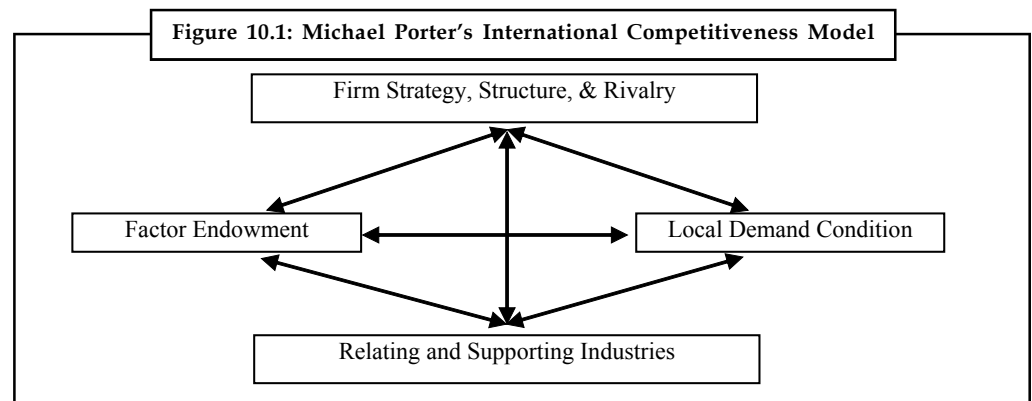 Figure 10.1: Michael Porter’s International Competitiveness Model
Firm Strategy, Structure, & Rivalry
Factor Endowment
Local Demand Condition
Relating and Supporting Industries